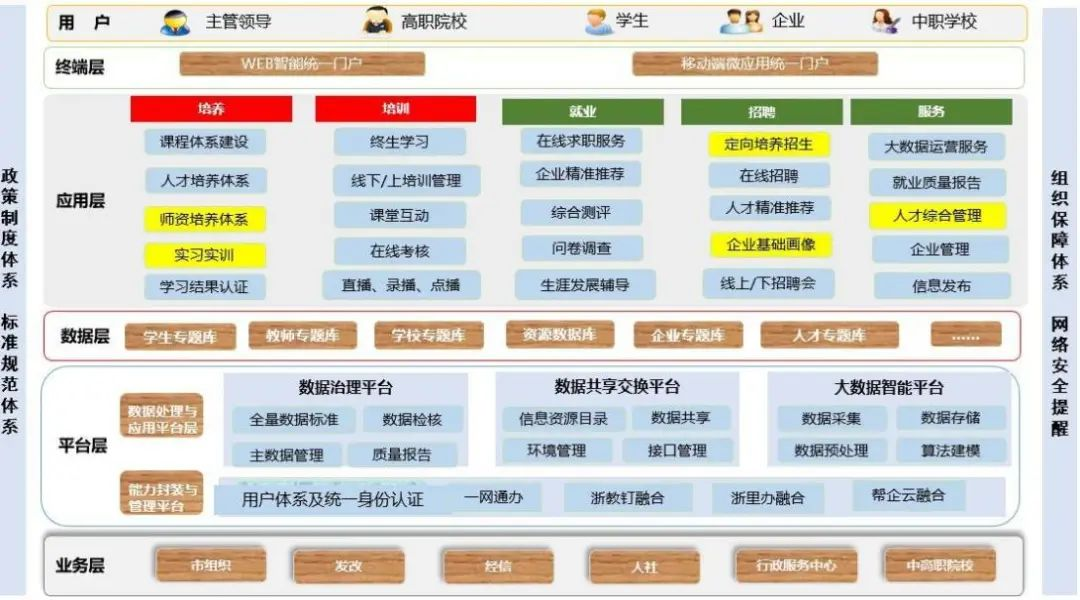 用 户
主管领导
高职院校
学生
企业
中职学校
终端层
WEB智能统一门户
移动端微应用统一门户
政策制度体系
标准规范体系
应用层
培养
课程体系建设
人才培养体系
师资培养体系
实习实训
学习结果认证
培训
终生学习
线下/上培训管理
课堂互动
在线考核
直播、录播、点播
就业
在线求职服务
企业精准推荐
综合测评
问卷调查
生涯发展辅导
招聘
定向培养招生
在线招聘
人才精准推荐
企业基础画像
线上/下招聘会
服务
大数据运营服务
就业质量报告
人才综合管理
企业管理
信息发布
组织保障体系
网络安全提醒
数据层
学生专题库
教师专题库
学校专题库
资源数据库
企业专题库
人才专题库
......
平台层
数据处理与
应用平台层
数据治理平台
全量数据标准
数据检核
主数据管理
质量报告
数据共享交换平台
信息资源目录
数据共享
环境管理
接口管理
大数据智能平台
数据采集
数据存储
数据预处理
算法建模
能力封装与
管理平台
用户体系及统一身份认证
一网通办
浙教钉融合
浙里办融合
帮企云融合
业务层
市组织
发改
经信
人社
行政服务中心
中高职院校